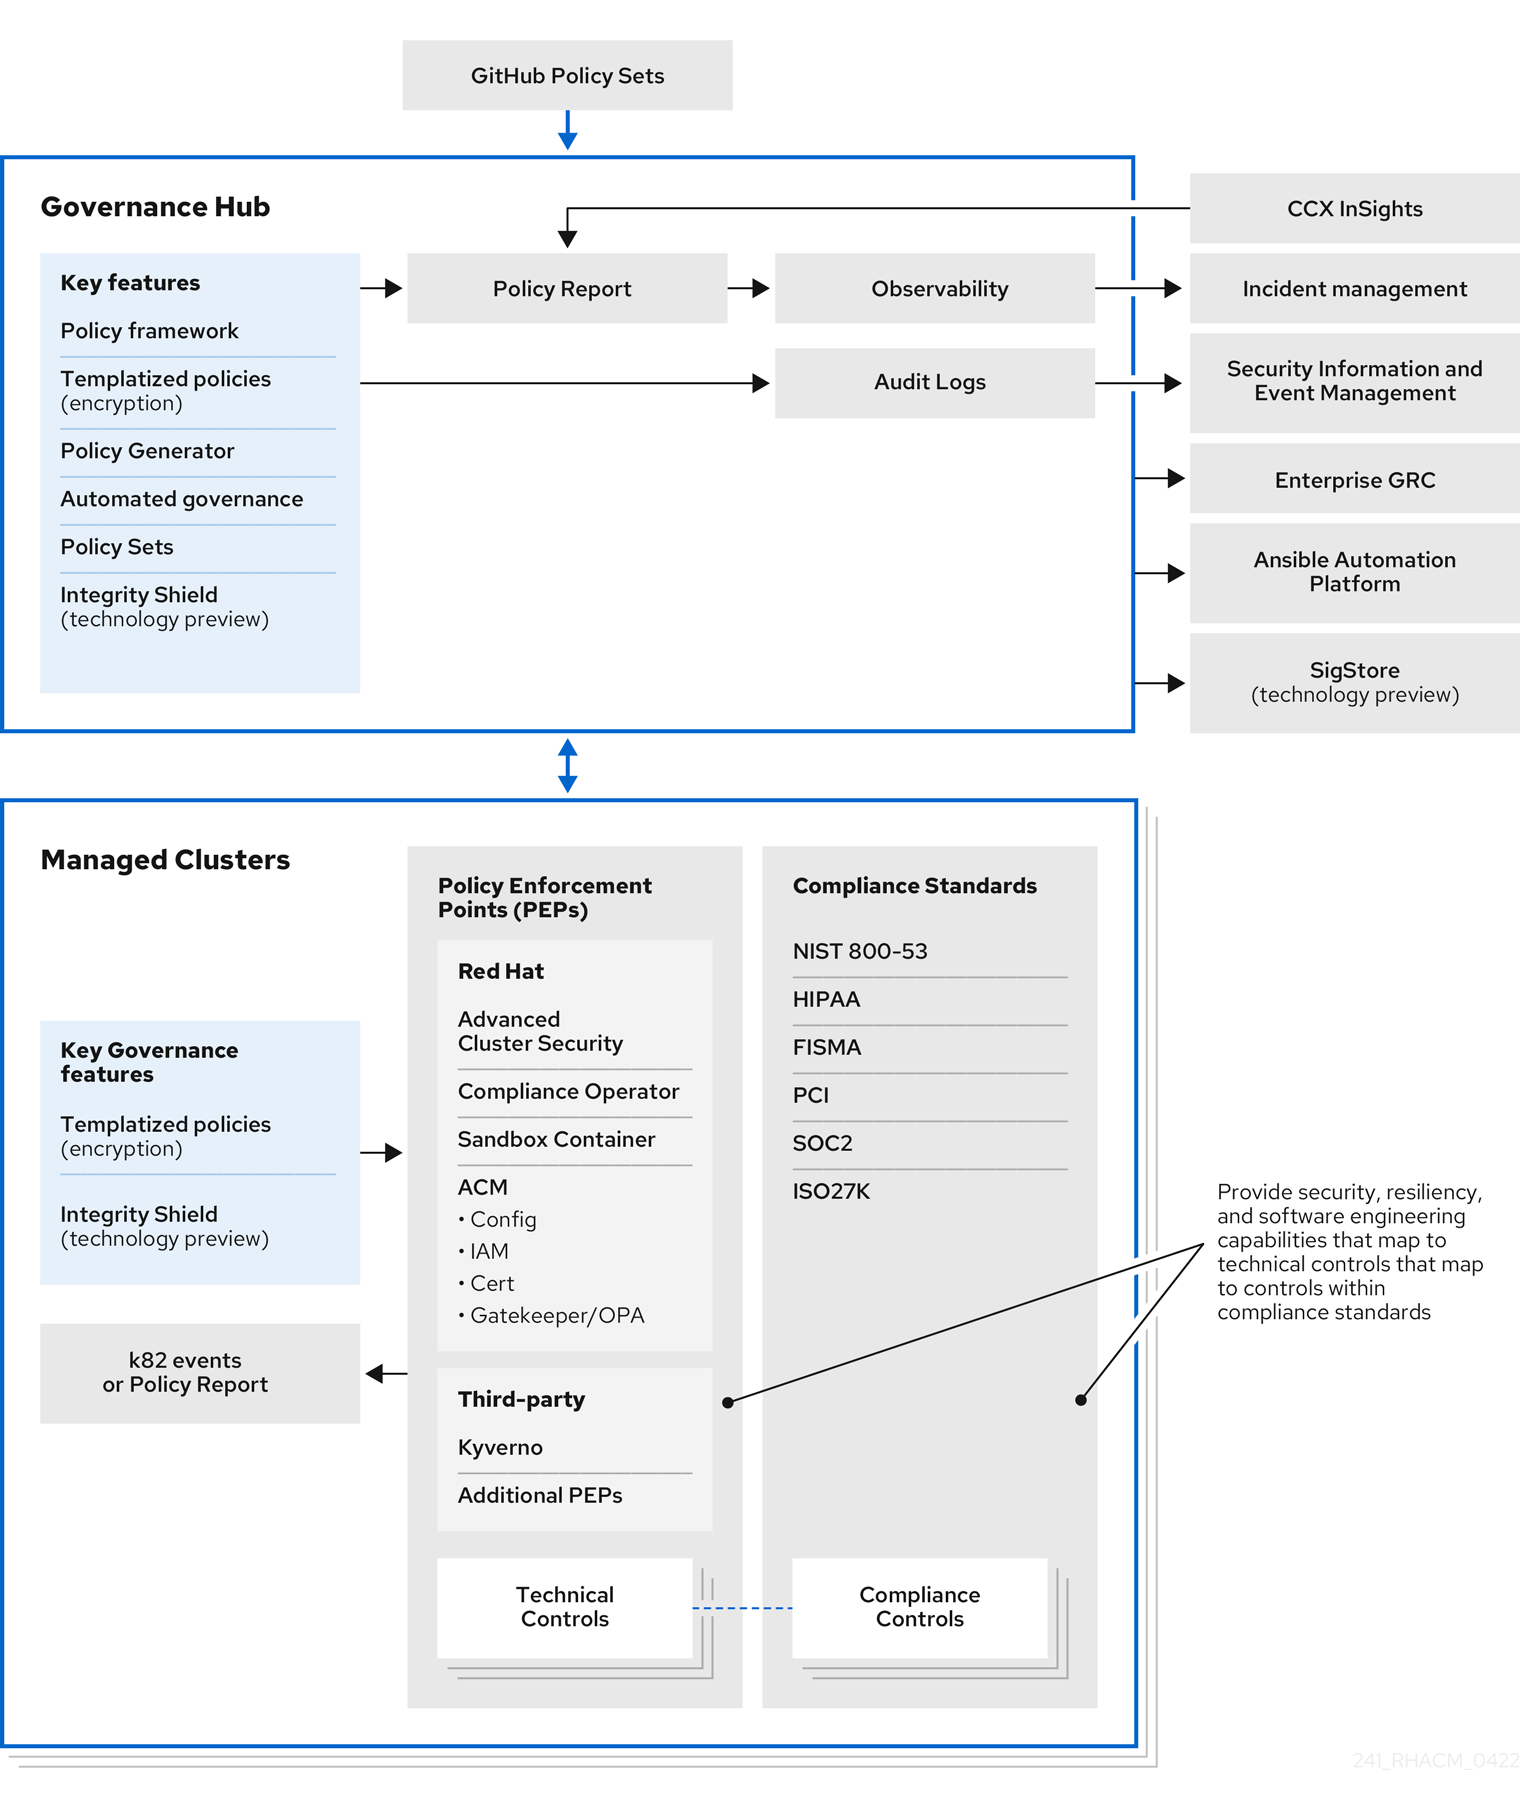 GitHub Policy Sets
Governance Hub
CCX InSights
Key features
Policy framework
Templatized policies
(encryption)
Policy Generator
Automated governance
Policy Sets
Integrity Shield
(technology preview)
Policy Report
Observability
Audit Logs
Incident management
Security Information and
Event Management
Enterprise GRC
Ansible Automation
Platform
SigStore
(technology preview)
Managed Clusters
Key Governance
features
Templatized policies
(encryption)
Integrity Shield
(technology preview)
k82 events
or Policy Report
Policy Enforcement
Points (PEPs)
Red Hat
Advanced
Cluster Security
Compliance Operator
Sandbox Container
ACM
• Config
• IAM
• Cert
• Gatekeeper/OPA
Third-party
Kyverno
Additional PEPs
Technical
Controls
Compliance Standards
NIST 800-53
HIPAA
FISMA
PCI
SOC2
ISO27K
Compliance
Controls
Provide security, resiliency,
and software engineering
capabilities that map to
technical controls that map
to controls within
compliance standards
241_RHACM_0422